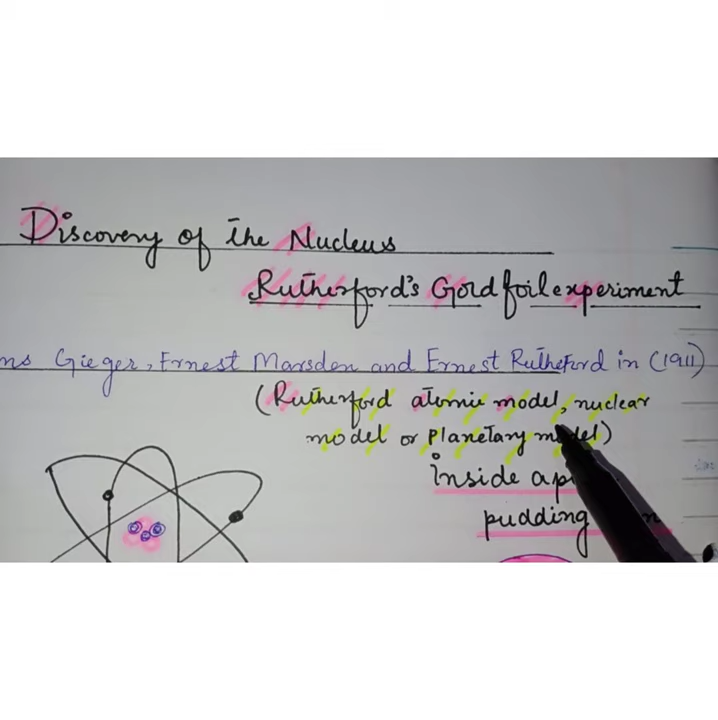 Discovery of the Nucleus
Rutherford's Gold foil experiment
ns Gieger, Ernest Marsden and Ernest Rutheford in (1911)
(Rutherford atomic model, nuclear
model or Planetary model)
Inside a p
pudding